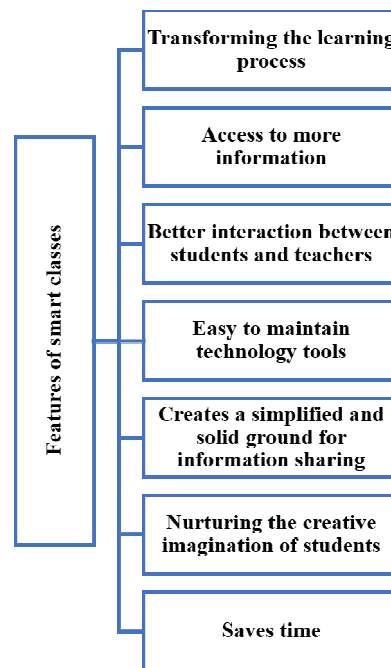 Features of smart classes
Transforming the learning
process
Access to more
information
Better interaction between
students and teachers
Easy to maintain
technology tools
Creates a simplified and
solid ground for
information sharing
Nurturing the creative
imagination of students
Saves time